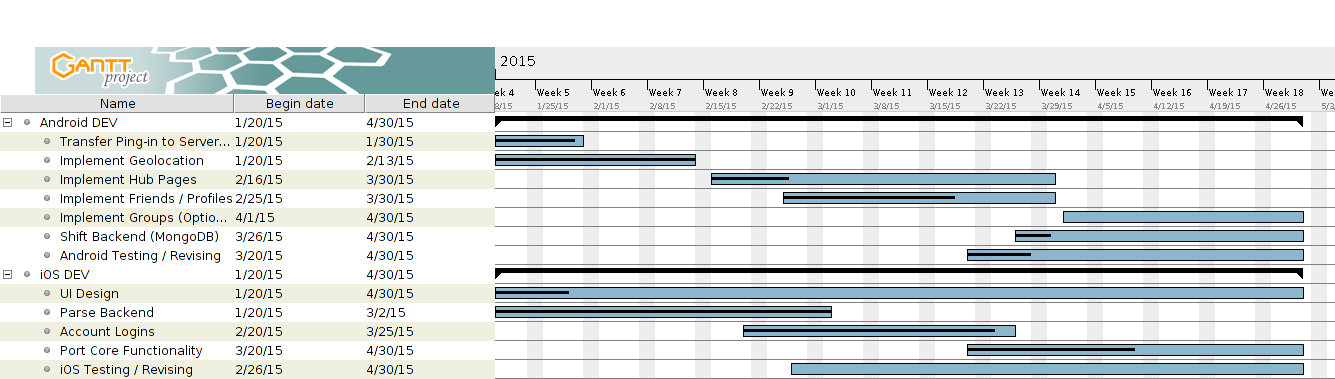 GANTT
project
2015
ek 4 Week 5 Week 6 Week 7 Week 8 Week 9 Week 10 Week 11 Week 12 Week 13 Week 14 Week 15 Week 16 Week 17 Week 18
8/15 1/25/15 2/1/15 2/8/15 2/15/15 2/22/15 3/1/15 3/8/15 3/15/15 3/22/15 3/29/15 4/5/15 4/12/15 4/19/15 4/26/15 5/3,
Name Begin date End date
Android DEV 1/20/15 4/30/15
Transfer Ping-in to Server... 1/20/15 1/30/15
Implement Geolocation 1/20/15 2/13/15
Implement Hub Pages 2/16/15 3/30/15
Implement Friends / Profiles 2/25/15 3/30/15
Implement Groups (Optio... 4/1/15 4/30/15
Shift Backend (MongoDB) 3/26/15 4/30/15
Android Testing / Revising 3/20/15 4/30/15
iOS DEV 1/20/15 4/30/15
UI Design 1/20/15 4/30/15
Parse Backend 1/20/15 3/2/15
Account Logins 2/20/15 3/25/15
Port Core Functionality 3/20/15 4/30/15
iOS Testing / Revising 2/26/15 4/30/15